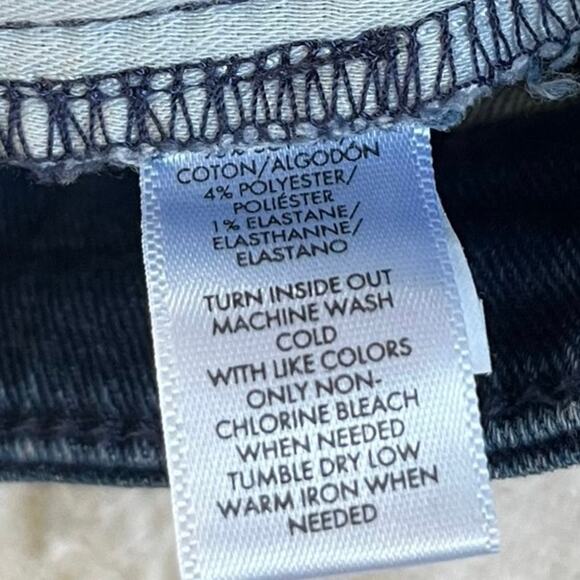 COTON/ALGODÓN
4% POLYESTER/
POLIÉSTER
1% ELASTANE/
ELASTHANNE/
ELASTANO
TURN INSIDE OUT
MACHINE WASH
COLD
WITH LIKE COLORS
ONLY NON-
CHLORINE BLEACH
WHEN NEEDED
TUMBLE DRY LOW
WARM IRON WHEN
NEEDED